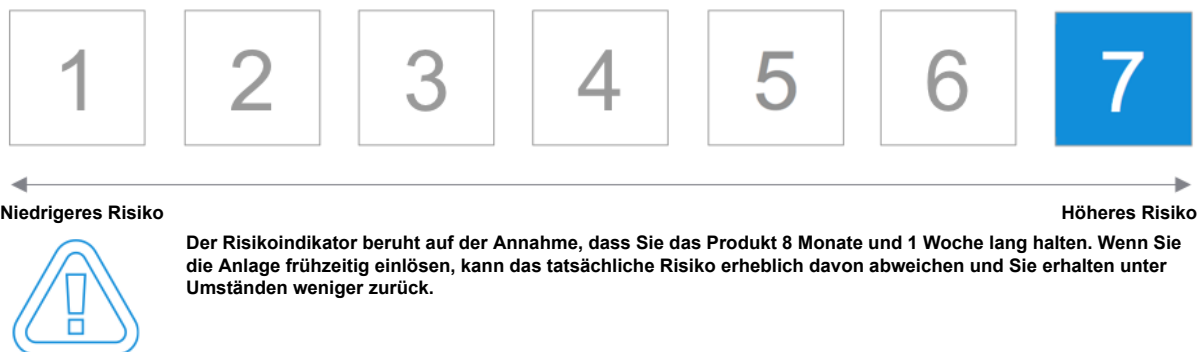 1 2 3 4 5 6 7
Niedrigeres Risiko Höheres Risiko
Der Risikoindikator beruht auf der Annahme, dass Sie das Produkt 8 Monate und 1 Woche lang halten. Wenn Sie
die Anlage frühzeitig einlösen, kann das tatsächliche Risiko erheblich davon abweichen und Sie erhalten unter
Umständen weniger zurück.